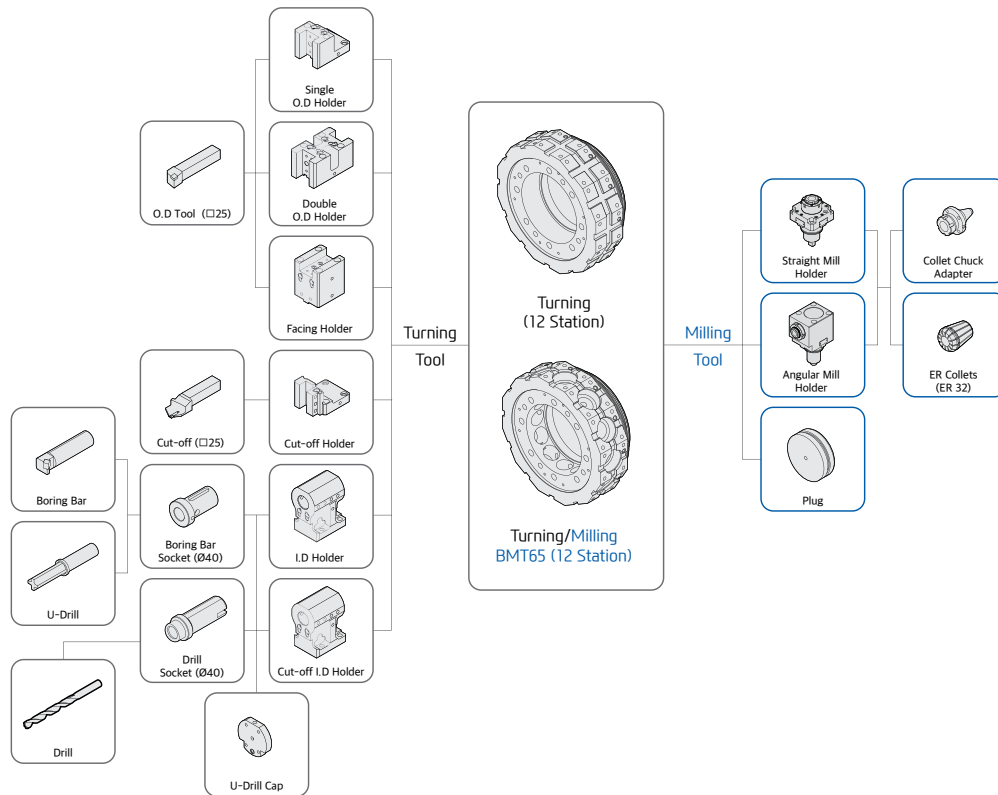 Single
O.D Holder
O.D Tool (□25)
Double
O.D Holder
Facing Holder
Cut-off (□25)
Cut-off Holder
Boring Bar
Boring Bar
Socket (Ø40)
I.D Holder
U-Drill
Drill
Socket (Ø40)
Cut-off I.D Holder
Drill
U-Drill Cap
Turning
Tool
Turning
(12 Station)
Turning/Milling
BMT65 (12 Station)
Milling
Tool
Straight Mill
Holder
Collet Chuck
Adapter
Angular Mill
Holder
ER Collets
(ER 32)
Plug